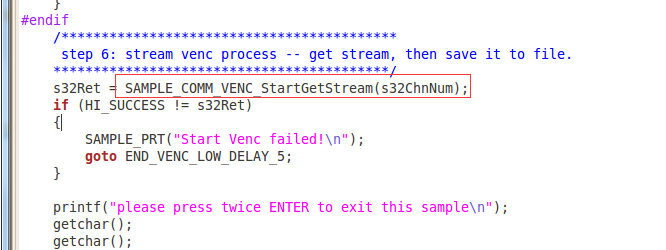 }
#endif
/******************************************
step 6: stream venc process -- get stream, then save it to file.
******************************************/
s32Ret = SAMPLE_COMM_VENC_StartGetStream(s32ChnNum);
if (HI_SUCCESS != s32Ret)
{
SAMPLE_PRT("Start Venc failed!\n");
goto END_VENC_LOW_DELAY_5;
}
printf("please press twice ENTER to exit this sample\n");
getchar();
getchar();